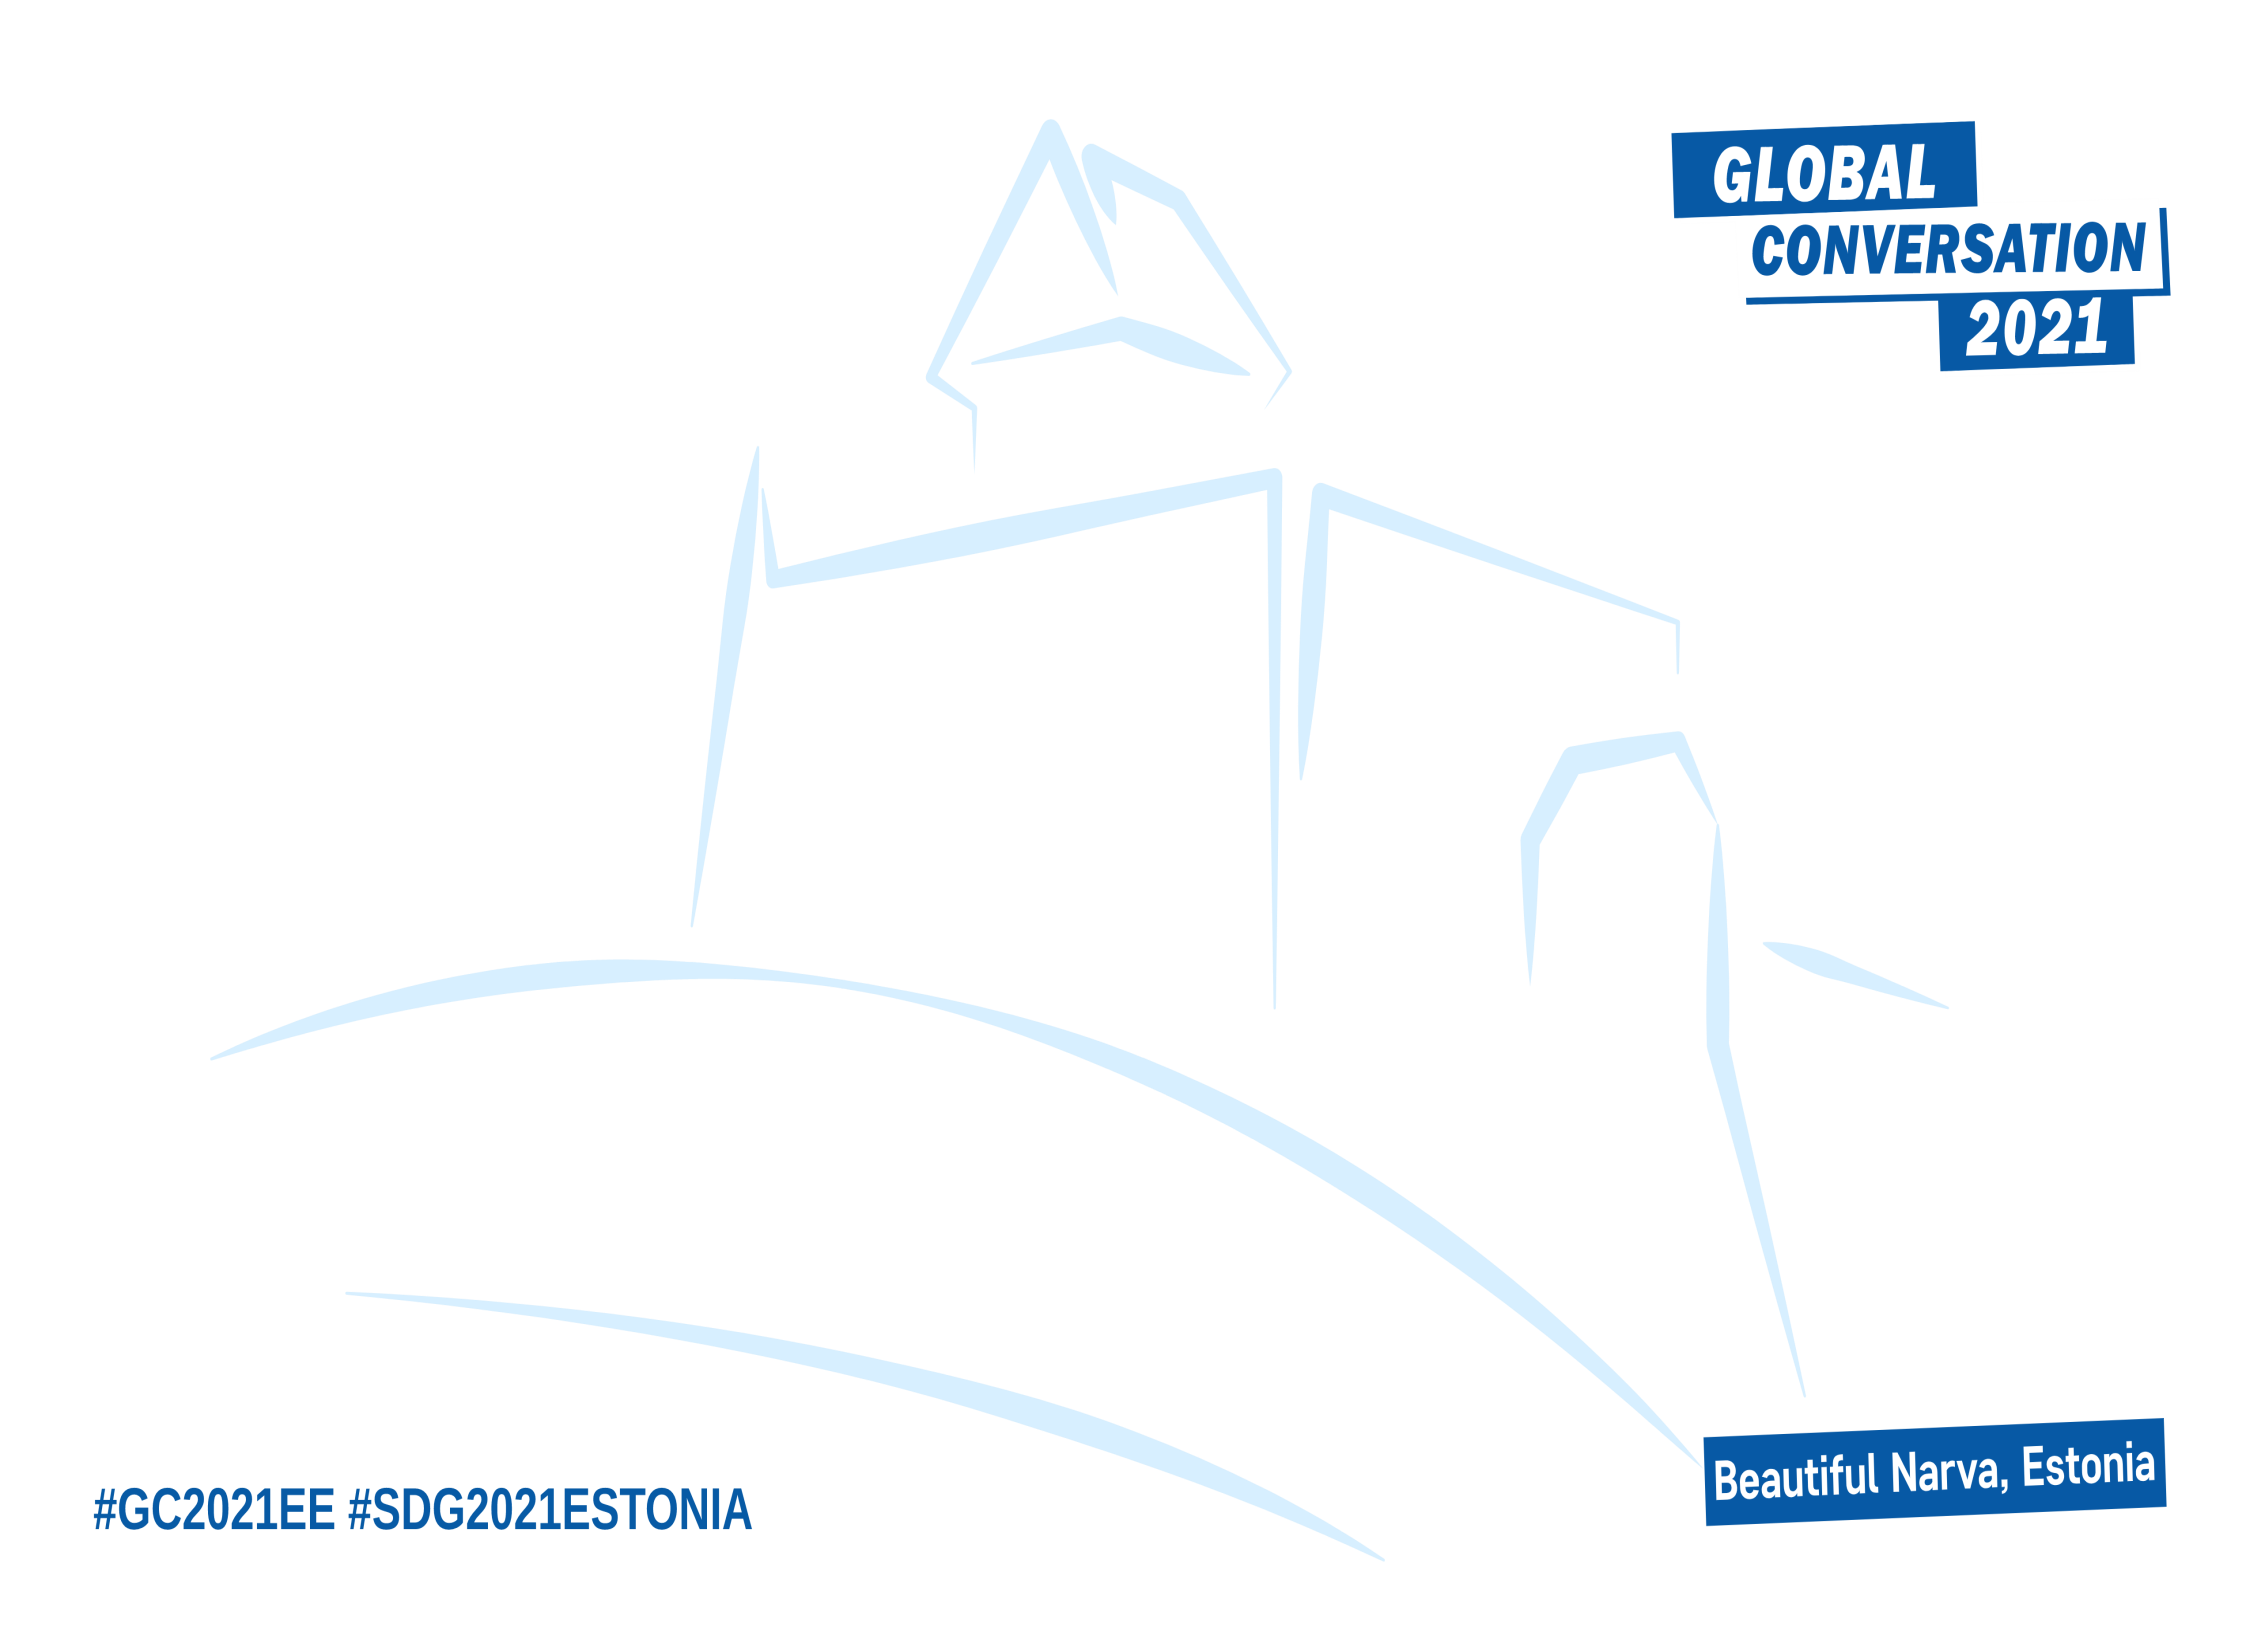 GLOBAL
CONVERSATION
2021
#GC2021EE #SDG2021ESTONIA
Beautiful Narva, Estonia